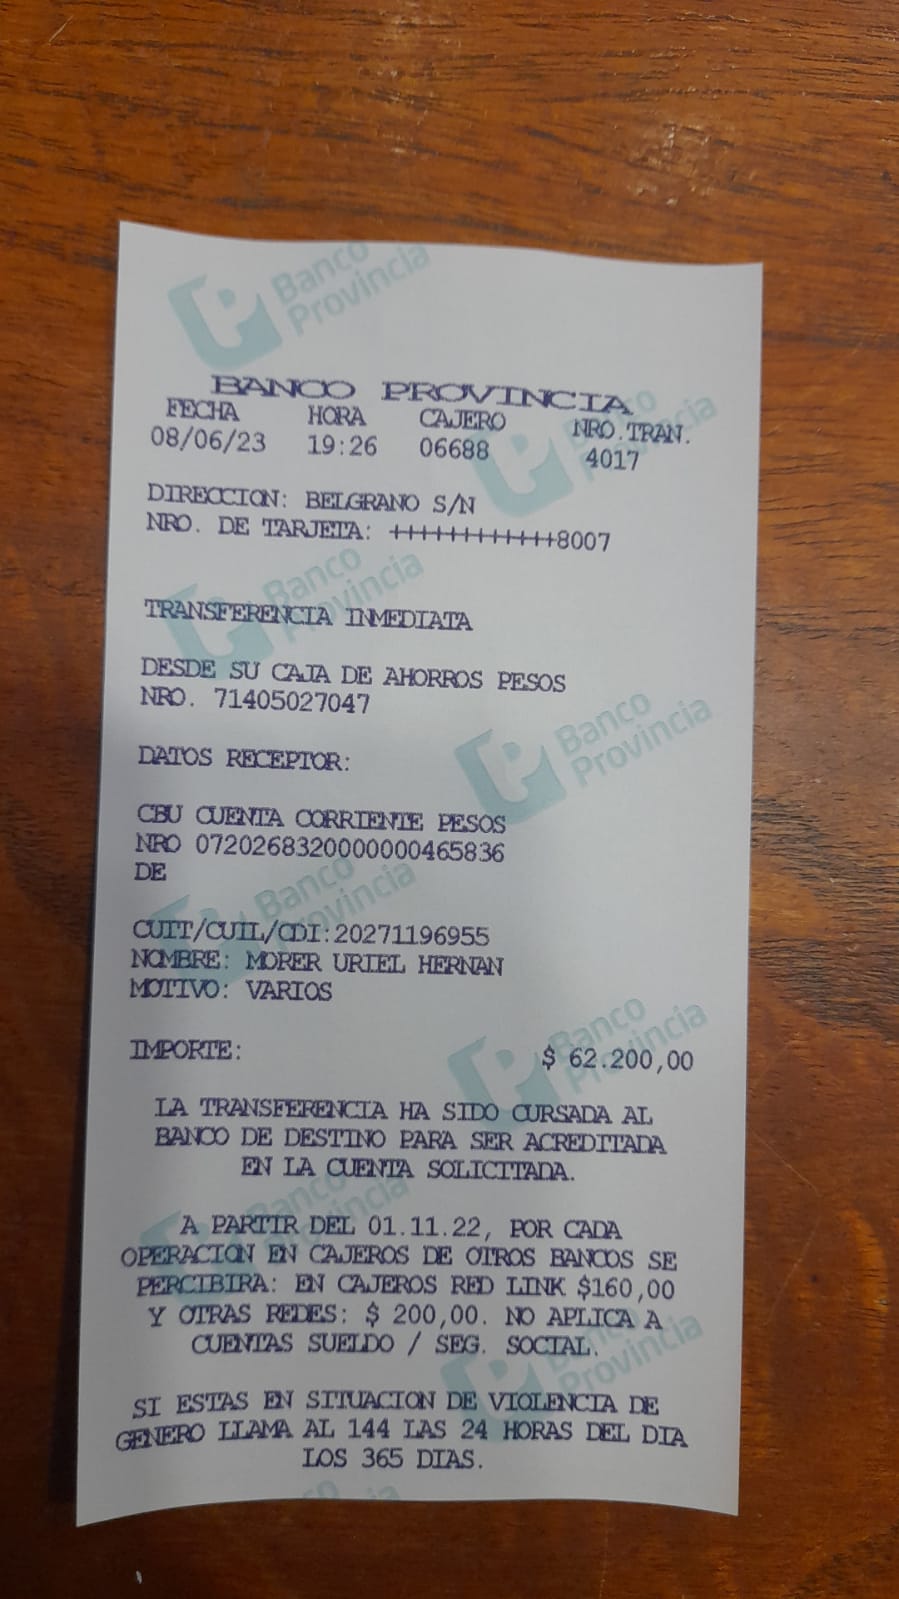 Banco Provincia
BANCO PROVINCIA
FECHA HORA CAJERO NRO.TRAN.
08/06/23 19:26 06688 4017
DIRECCION: BELGRANO S/N
NRO. DE TARJETA: ++++++++++++8007
TRANSFERENCIA INMEDIATA
DESDE SU CAJA DE AHORROS PESOS
NRO. 71405027047
DATOS RECEPTOR:
CBU CUENTA CORRIENTE PESOS
NRO 0720268320000000465836
DE
CUIT/CUIL/CDI:20271196955
NOMBRE: MORER URIEL HERNAN
MOTIVO: VARIOS
IMPORTE: $ 62.200,00
LA TRANSFERENCIA HA SIDO CURSADA AL
BANCO DE DESTINO PARA SER ACREDITADA
EN LA CUENTA SOLICITADA.
A PARTIR DEL 01.11.22, POR CADA
OPERACION EN CAJEROS DE OTROS BANCOS SE
PERCIBIRA: EN CAJEROS RED LINK $160,00
Y OTRAS REDES: $ 200,00. NO APLICA A
CUENTAS SUELDO / SEG. SOCIAL.
SI ESTAS EN SITUACION DE VIOLENCIA DE
GENERO LLAMA AL 144 LAS 24 HORAS DEL DIA
LOS 365 DIAS.